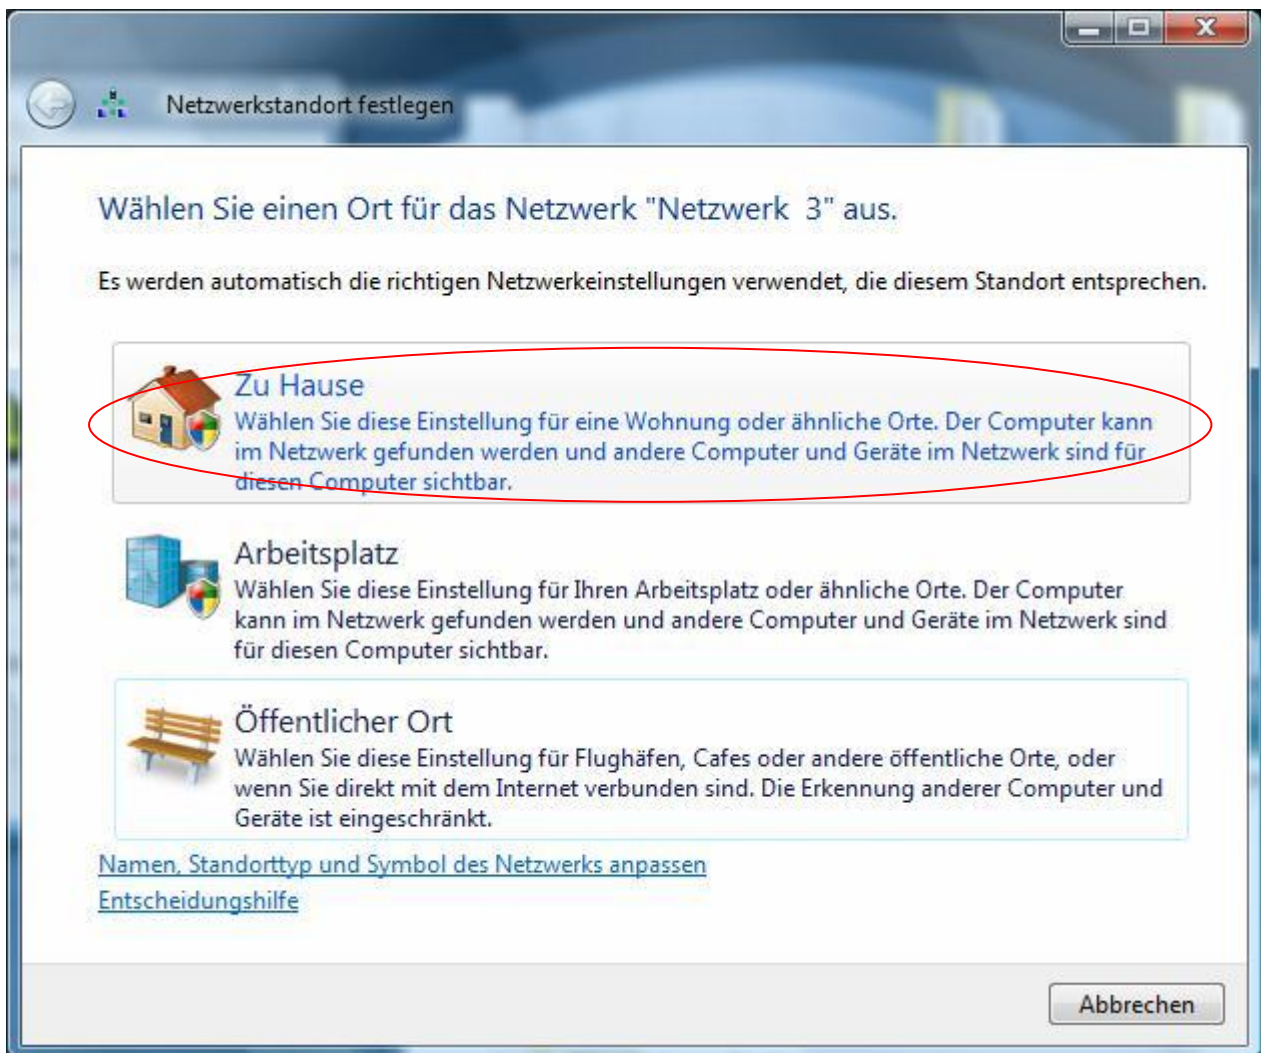 Netzwerkstandort festlegen
Wählen Sie einen Ort für das Netzwerk "Netzwerk  3" aus.
Es werden automatisch die richtigen Netzwerkeinstellungen verwendet, die diesem Standort entsprechen.
Zu Hause
Wählen Sie diese Einstellung für eine Wohnung oder ähnliche Orte. Der Computer kann
im Netzwerk gefunden werden und andere Computer und Geräte im Netzwerk sind für
diesen Computer sichtbar.
Arbeitsplatz
Wählen Sie diese Einstellung für Ihren Arbeitsplatz oder ähnliche Orte. Der Computer
kann im Netzwerk gefunden werden und andere Computer und Geräte im Netzwerk sind
für diesen Computer sichtbar.
Öffentlicher Ort
Wählen Sie diese Einstellung für Flughäfen, Cafes oder andere öffentliche Orte, oder
wenn Sie direkt mit dem Internet verbunden sind. Die Erkennung anderer Computer und
Geräte ist eingeschränkt.
Namen, Standorttyp und Symbol des Netzwerks anpassen
Entscheidungshilfe
Abbrechen